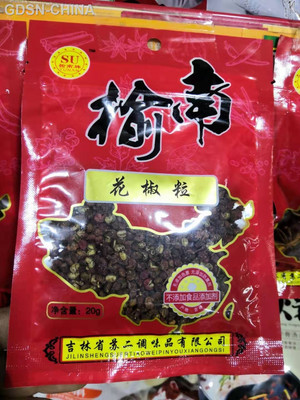 GDSN-CHINA
SU
榆南
花椒粒
不添加食品添加剂
净含量：20g
吉林省苏二调味品有限公司
JILINSHENGSUERTIAOWEIPINYOUXIANGONGSI